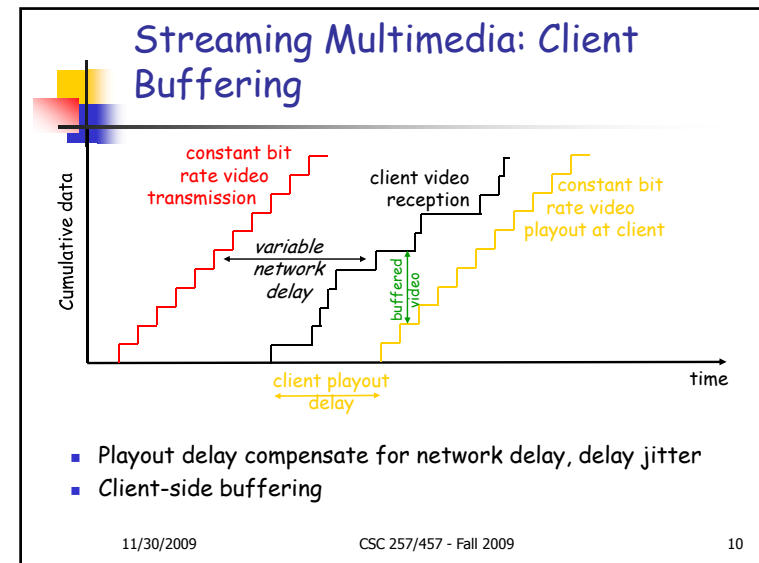 Streaming Multimedia: Client
Buffering
Cumulative data
constant bit
rate video
transmission
variable
network
delay
client video
reception
buffered
video
constant bit
rate video
playout at client
client playout
delay
time
Playout delay compensate for network delay, delay jitter
Client-side buffering
11/30/2009
CSC 257/457 - Fall 2009
10